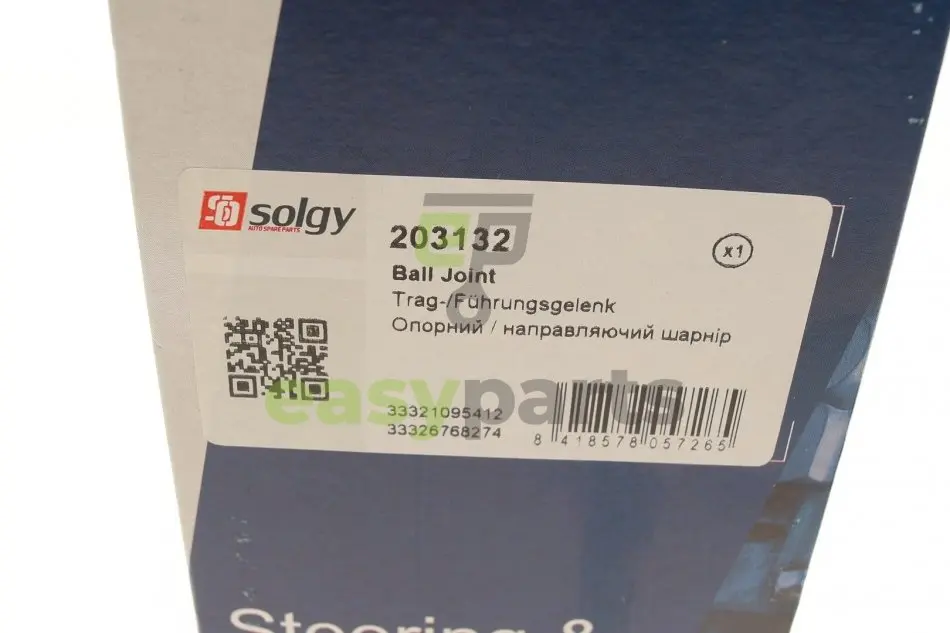 solgy
AUTO SPARE PARTS
203132
x1
Ball Joint
Trag-/Führungsgelenk
Опорний / направляючий шарнір
easyparts
33321095412
33326768274
8 418578 057265
Steering &